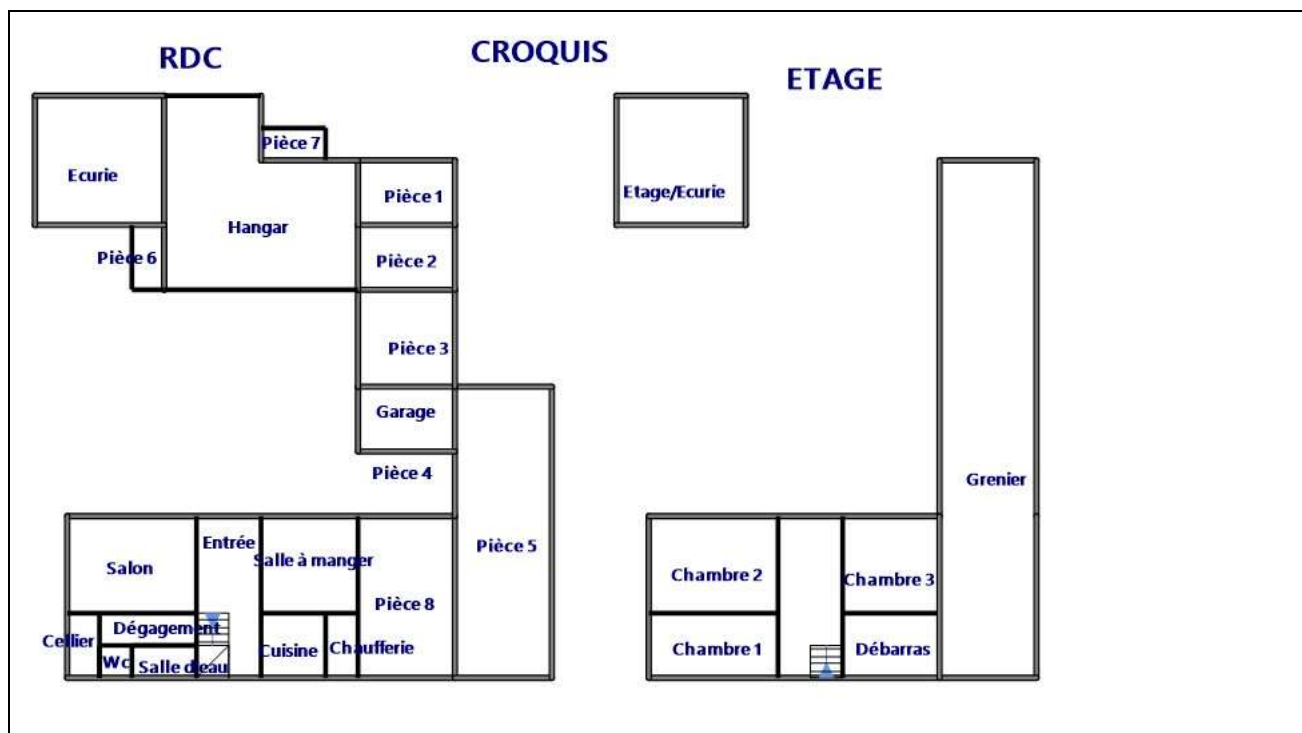 CROQUIS
RDC
ETAGE
Pièce 7
Ecurie
Pièce 1
Hangar
Pièce 6
Pièce 2
Pièce 3
Garage
Pièce 4
Entrée
Salle à manger
Pièce 5
Salon
Pièce 8
Dégagement
Cellier
Cuisine
Chaufferie
Wc
Salle d'eau
Etage/Ecurie
Grenier
Chambre 2
Chambre 3
Chambre 1
Débarras